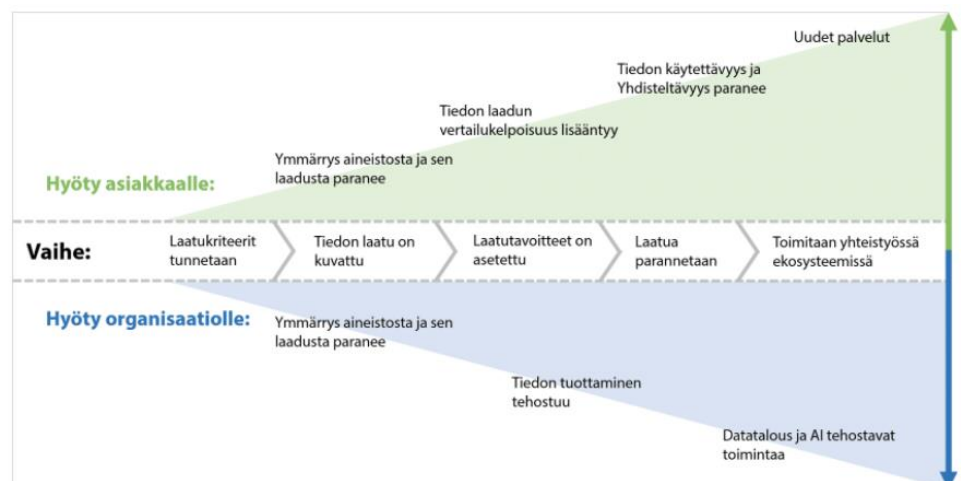 Uudet palvelut
Tiedon käytettävyys ja
Yhdisteltävyys paranee
Tiedon laadun
vertailukelpoisuus lisääntyy
Ymmärrys aineistosta ja sen
laadusta paranee
Hyöty asiakkaalle:
Vaihe:
Laatukriteerit
tunnetaan
Tiedon laatu on
kuvattu
Laatutavoitteet on
asetettu
Laatua
parannetaan
Toimitaan yhteistyössä
ekosysteemissä
Hyöty organisaatiolle:
Ymmärrys aineistosta ja sen
laadusta paranee
Tiedon tuottaminen
tehostuu
Datatalous ja AI tehostavat
toimintaa